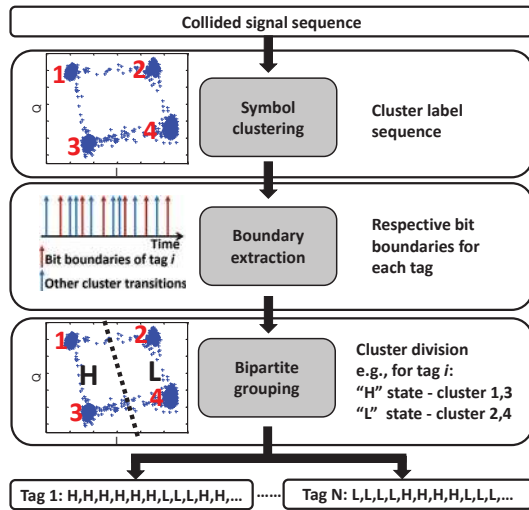 Collided signal sequence
1
2
3
4
Q
I
Symbol
clustering
Cluster label
sequence
Time
Bit boundaries of tag i
Other cluster transitions
Boundary
extraction
Respective bit
boundaries for
each tag
1
2
3
4
H
L
Q
I
Bipartite
grouping
Cluster division
e.g., for tag i:
“H” state - cluster 1,3
“L” state - cluster 2,4
Tag 1: H,H,H,H,H,H,L,L,L,H,H,...
......
Tag N: L,L,L,L,H,H,H,H,L,L,L,...